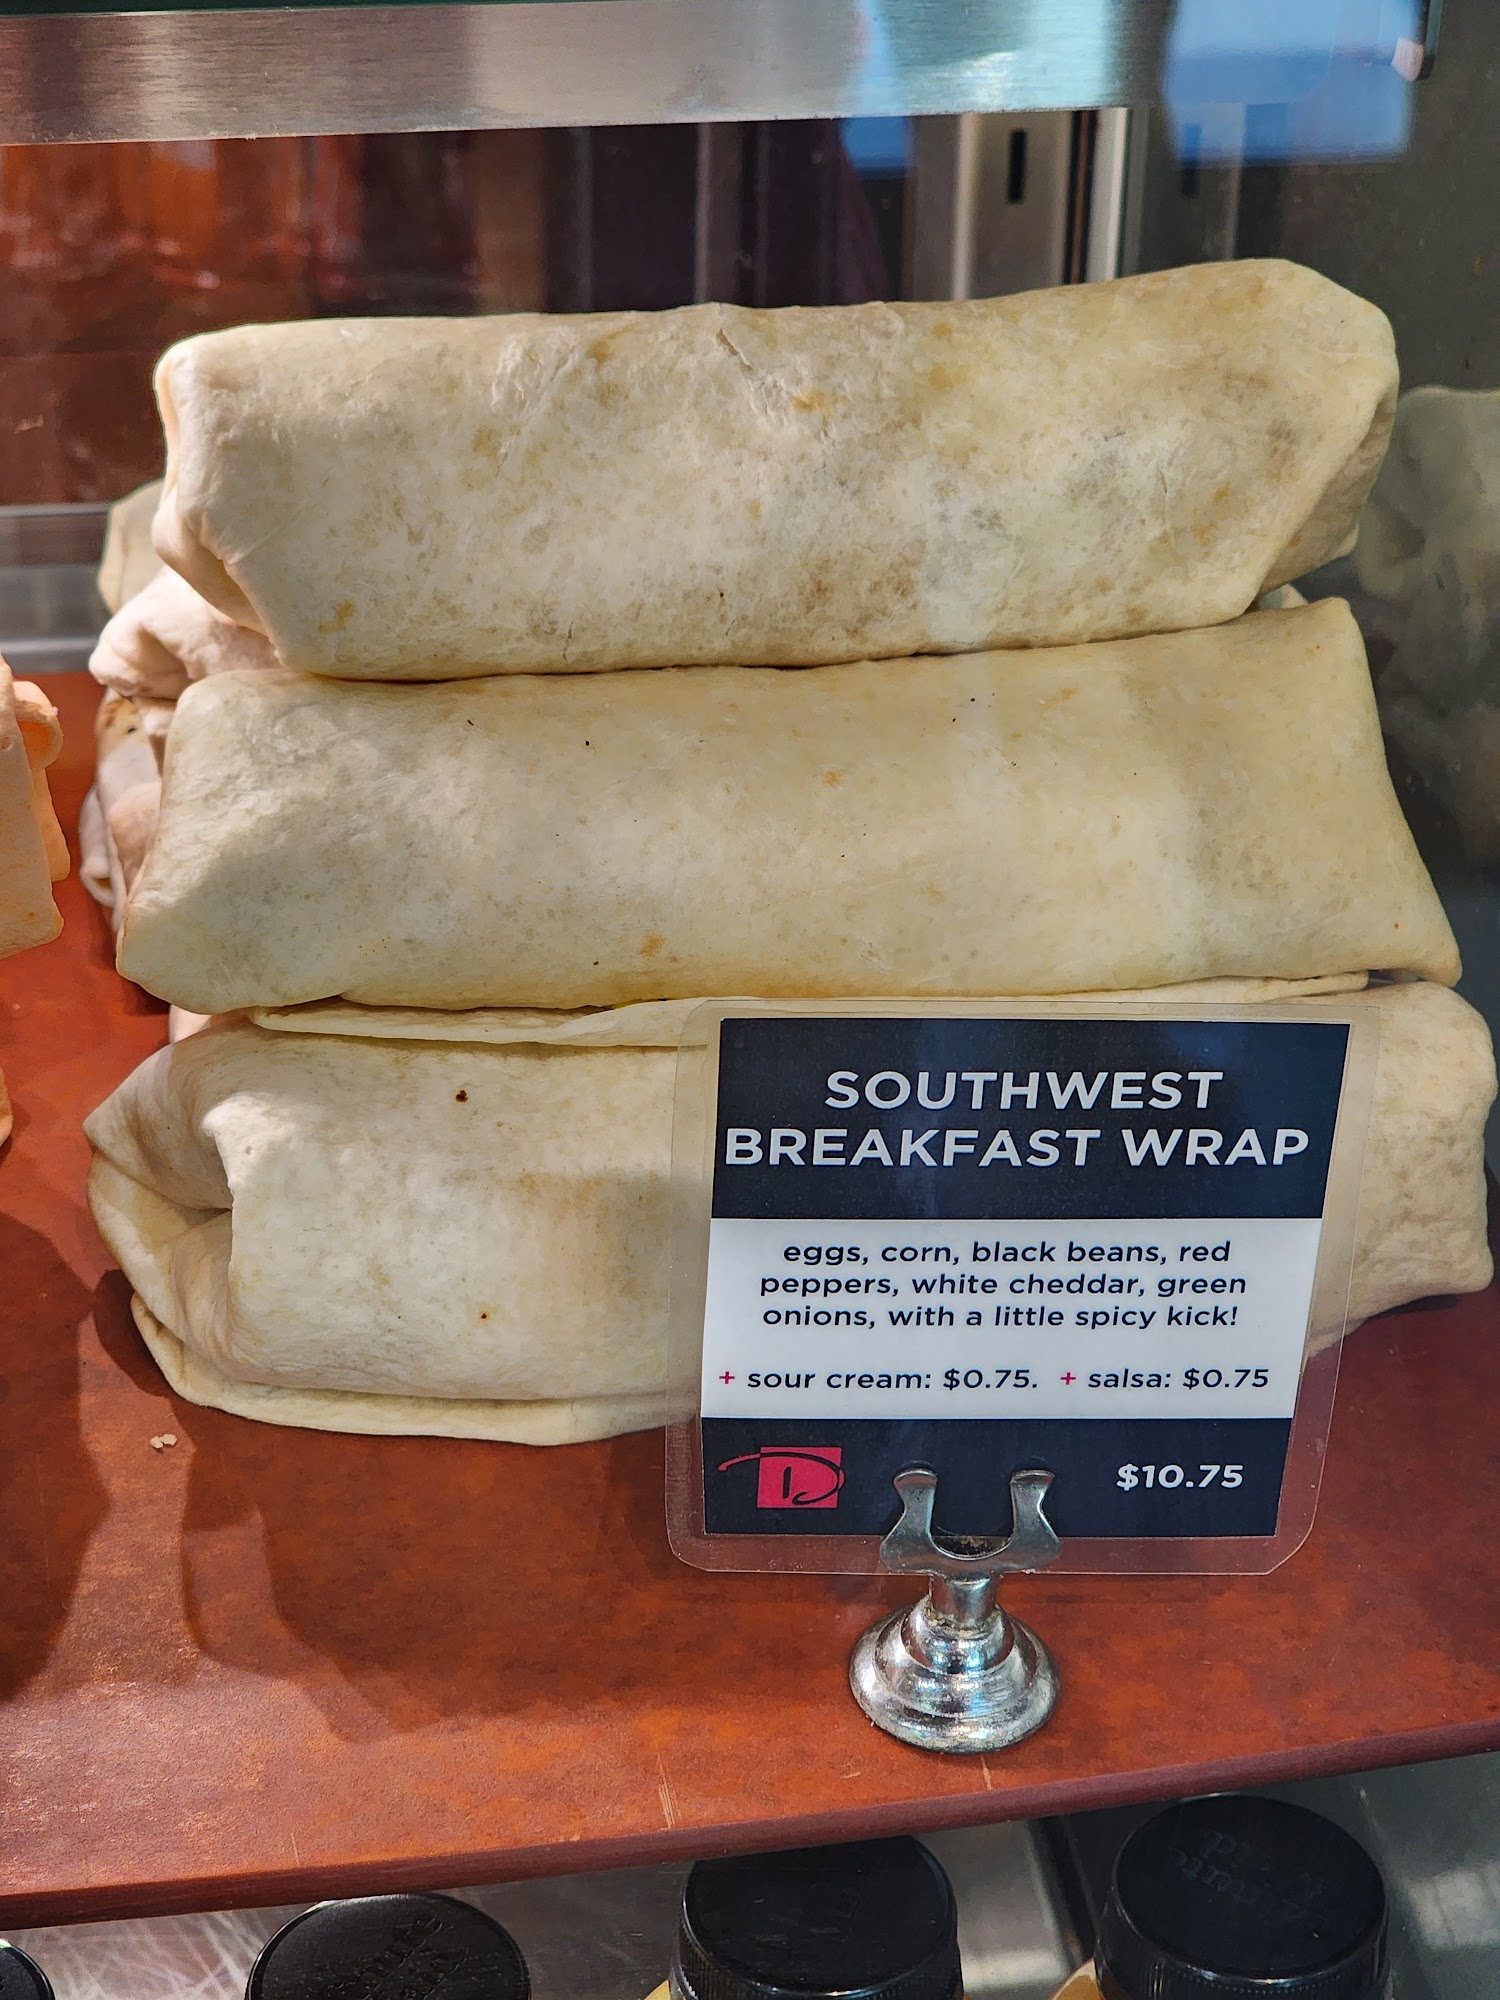 SOUTHWEST
BREAKFAST WRAP
eggs, corn, black beans, red
peppers, white cheddar, green
onions, with a little spicy kick!
+ sour cream: $0.75. + salsa: $0.75
D
$10.75